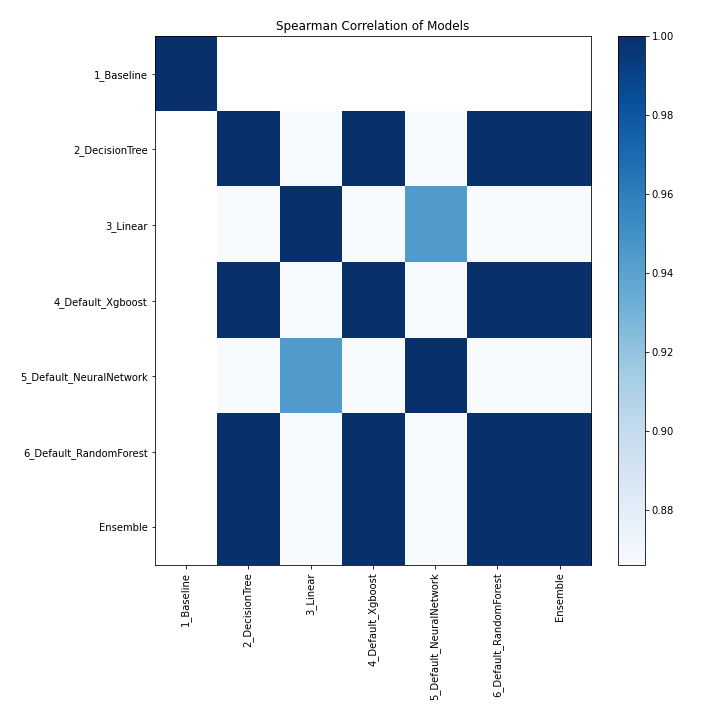 Spearman Correlation of Models
1_Baseline
2_DecisionTree
3_Linear
4_Default_Xgboost
5_Default_NeuralNetwork
6_Default_RandomForest
Ensemble
1_Baseline
2_DecisionTree
3_Linear
4_Default_Xgboost
5_Default_NeuralNetwork
6_Default_RandomForest
Ensemble
1.00
0.98
0.96
0.94
0.92
0.90
0.88